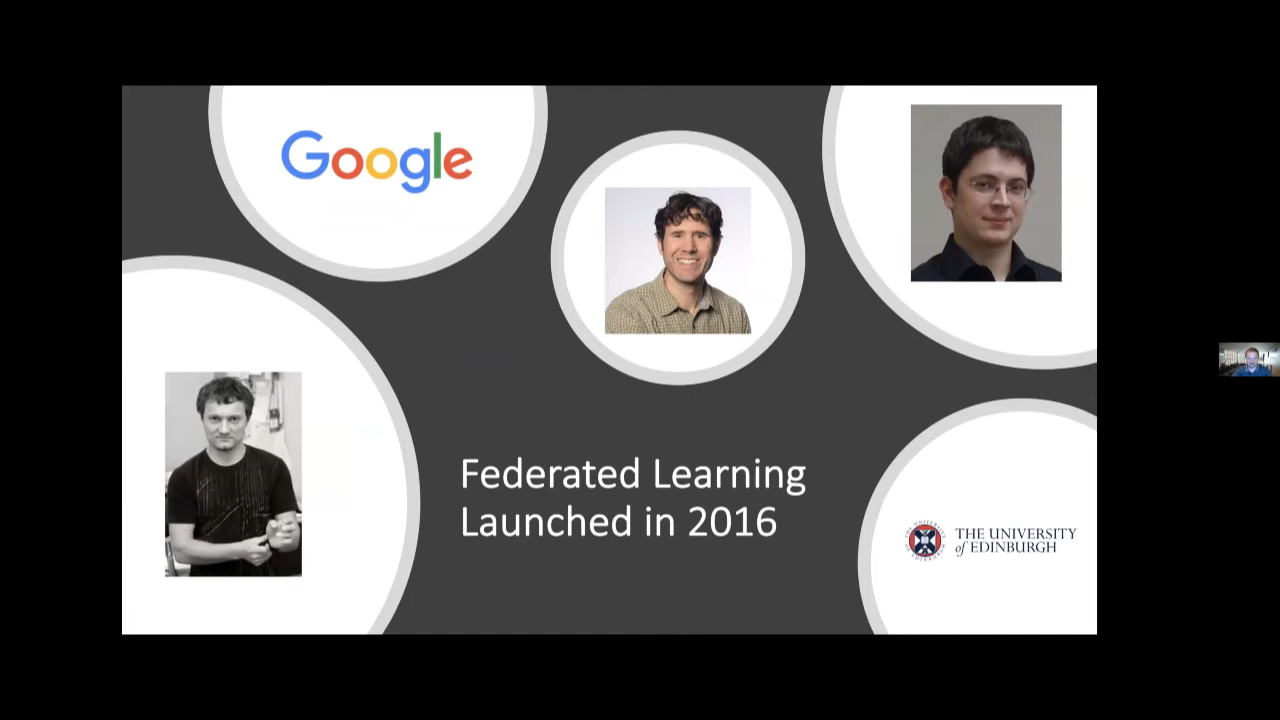 Google
Federated Learning
Launched in 2016
THE UNIVERSITY
of EDINBURGH